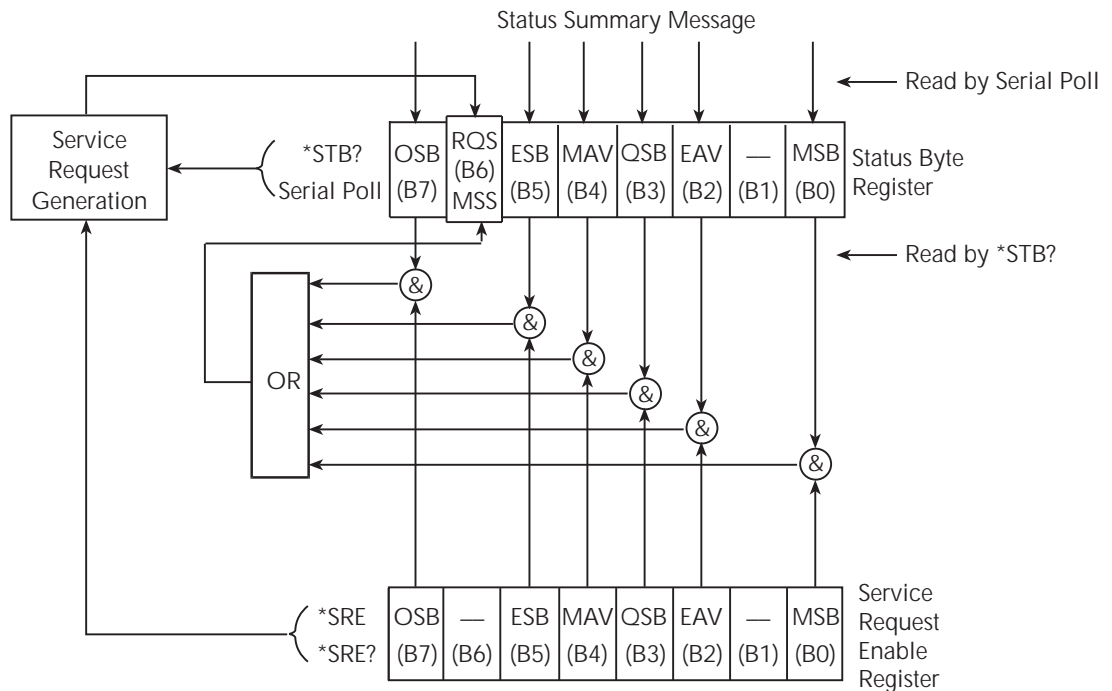 Status Summary Message
Read by Serial Poll
Service
Request
Generation
*STB?
Serial Poll
OSB
(B7)
RQS
(B6)
MSS
ESB
(B5)
MAV
(B4)
QSB
(B3)
EAV
(B2)
—
(B1)
MSB
(B0)
Status Byte
Register
Read by *STB?
OR
&
&
&
&
&
&
*SRE
*SRE?
OSB
(B7)
—
(B6)
ESB
(B5)
MAV
(B4)
QSB
(B3)
EAV
(B2)
—
(B1)
MSB
(B0)
Service
Request
Enable
Register